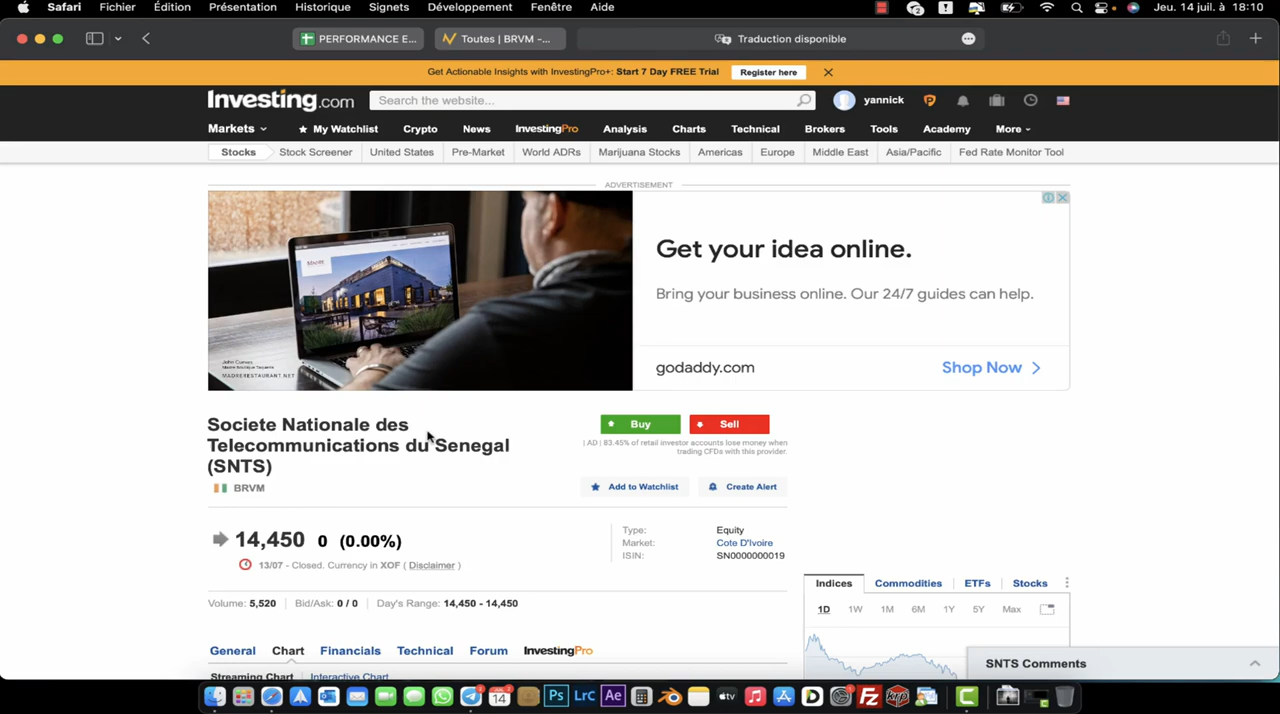 Safari Fichier Édition Présentation Historique Signets Développement Fenêtre Aide Jeu. 14 juil. à 18:10
PERFORMANCE E... Toutes | BRVM -... Traduction disponible
Get Actionable Insights with InvestingPro+: Start 7 Day FREE Trial Register here
Investing.com Search the website... yannick
Markets My Watchlist Crypto News InvestingPro Analysis Charts Technical Brokers Tools Academy More
Stocks Stock Screener United States Pre-Market World ADRs Marijuana Stocks Americas Europe Middle East Asia/Pacific Fed Rate Monitor Tool
ADVERTISEMENT
Get your idea online.
Bring your business online. Our 24/7 guides can help.
MADRERESTAURANT.NET
godaddy.com Shop Now
Societe Nationale des
Telecommunications du Senegal
(SNTS)
BRVM
Buy Sell
| AD | 83.45% of retail investor accounts lose money when
trading CFDs with this provider.
Add to Watchlist Create Alert
14,450 0 (0.00%)
13/07 - Closed. Currency in XOF ( Disclaimer )
Type: Equity
Market: Cote D'Ivoire
ISIN: SN0000000019
Volume: 5,520 Bid/Ask: 0 / 0 Day's Range: 14,450 - 14,450
Indices Commodities ETFs Stocks
1D 1W 1M 6M 1Y 5Y Max
General Chart Financials Technical Forum InvestingPro
Streaming Chart Interactive Chart
SNTS Comments